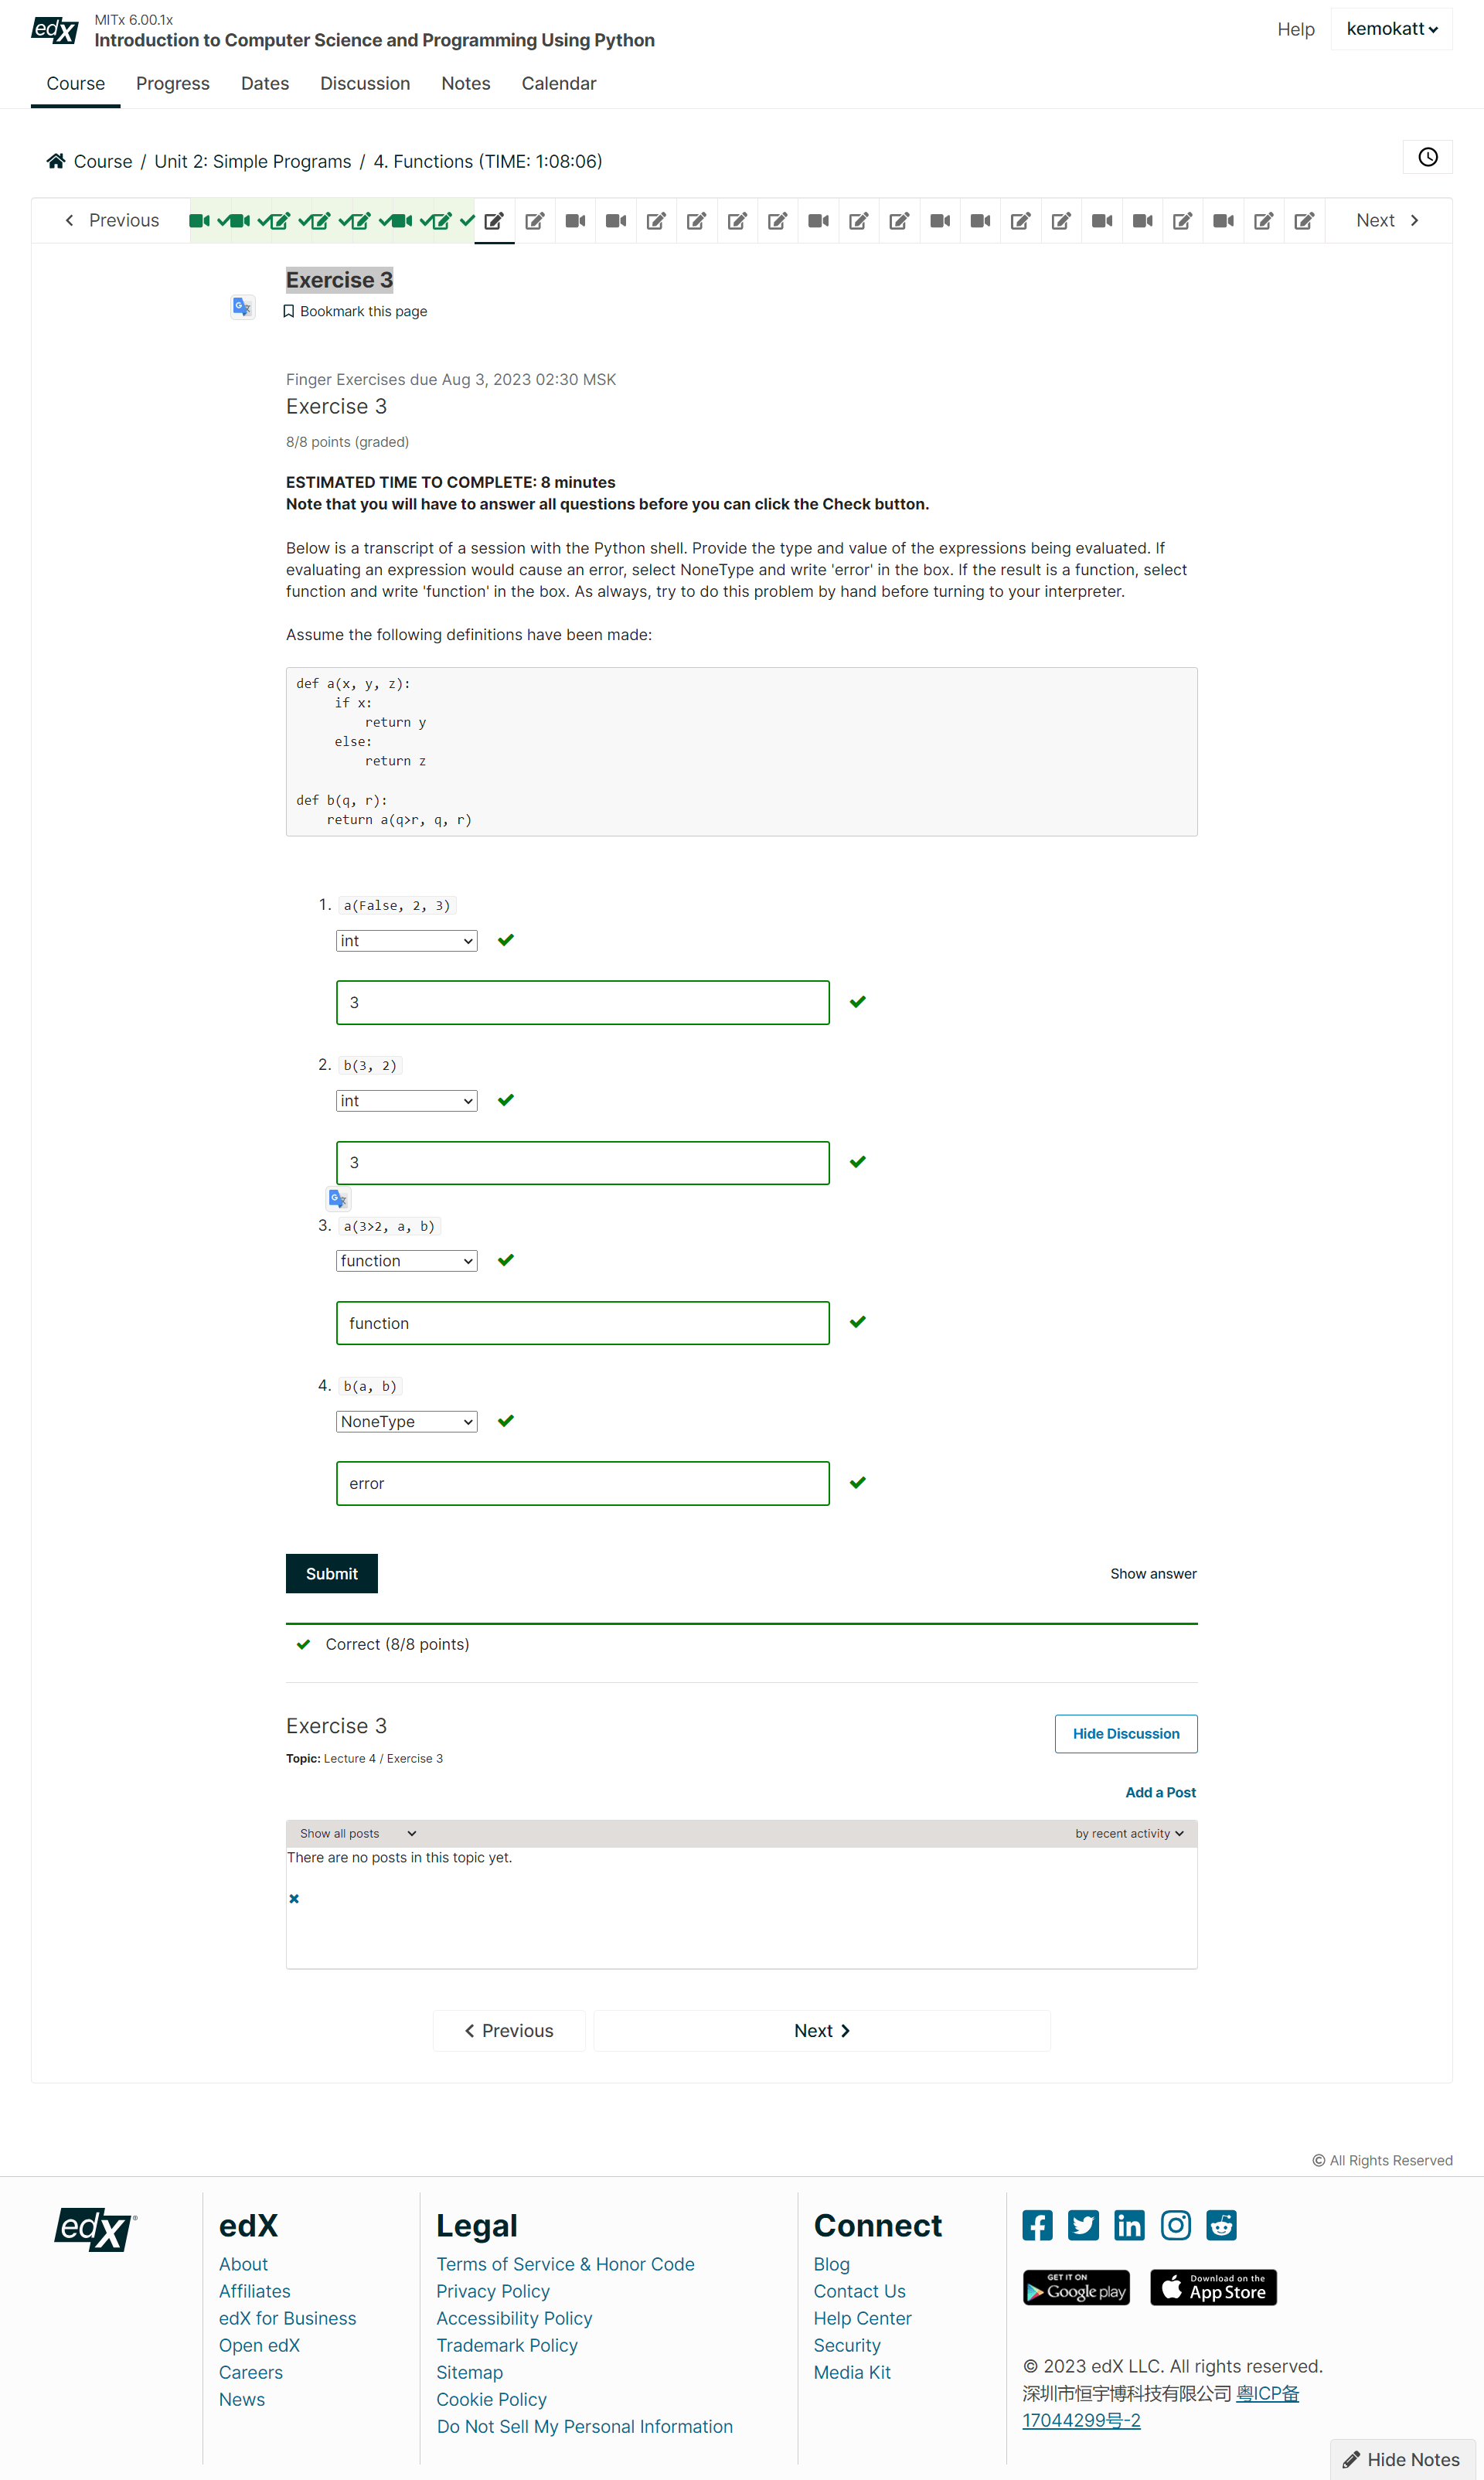 edX
MITx 6.00.1x
Introduction to Computer Science and Programming Using Python
Help
kemokatt
Course
Progress
Dates
Discussion
Notes
Calendar
Course / Unit 2: Simple Programs / 4. Functions (TIME: 1:08:06)
Previous
Next
Exercise 3
Bookmark this page
Finger Exercises due Aug 3, 2023 02:30 MSK
Exercise 3
8/8 points (graded)
ESTIMATED TIME TO COMPLETE: 8 minutes
Note that you will have to answer all questions before you can click the Check button.
Below is a transcript of a session with the Python shell. Provide the type and value of the expressions being evaluated. If
evaluating an expression would cause an error, select NoneType and write 'error' in the box. If the result is a function, select
function and write 'function' in the box. As always, try to do this problem by hand before turning to your interpreter.
Assume the following definitions have been made:
def a(x, y, z):
     if x:
         return y
     else:
         return z
def b(q, r):
    return a(q>r, q, r)
1. a(False, 2, 3)
int
3
2. b(3, 2)
int
3
3. a(3>2, a, b)
function
function
4. b(a, b)
NoneType
error
Submit
Show answer
Correct (8/8 points)
Exercise 3
Hide Discussion
Topic: Lecture 4 / Exercise 3
Add a Post
Show all posts
by recent activity
There are no posts in this topic yet.
Previous
Next
© All Rights Reserved
edX
edX
About
Affiliates
edX for Business
Open edX
Careers
News
Legal
Terms of Service & Honor Code
Privacy Policy
Accessibility Policy
Trademark Policy
Sitemap
Cookie Policy
Do Not Sell My Personal Information
Connect
Blog
Contact Us
Help Center
Security
Media Kit
GET IT ON
Google play
Download on the
App Store
© 2023 edX LLC. All rights reserved.
深圳市恒宇博科技有限公司 粤ICP备
17044299号-2
Hide Notes